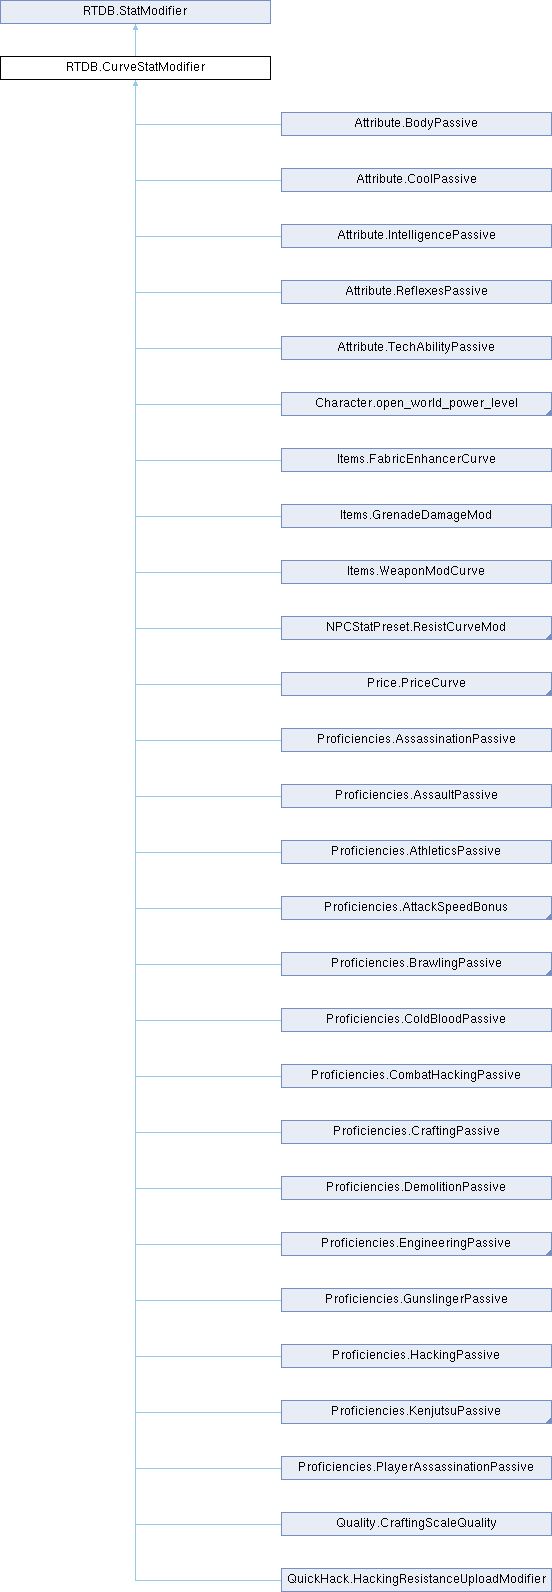 RTDB.StatModifier
RTDB.CurveStatModifier
Attribute.BodyPassive
Attribute.CoolPassive
Attribute.IntelligencePassive
Attribute.ReflexesPassive
Attribute.TechAbilityPassive
Character.open_world_power_level
Items.FabricEnhancerCurve
Items.GrenadeDamageMod
Items.WeaponModCurve
NPCStatPreset.ResistCurveMod
Price.PriceCurve
Proficiencies.AssassinationPassive
Proficiencies.AssaultPassive
Proficiencies.AthleticsPassive
Proficiencies.AttackSpeedBonus
Proficiencies.BrawlingPassive
Proficiencies.ColdBloodPassive
Proficiencies.CombatHackingPassive
Proficiencies.CraftingPassive
Proficiencies.DemolitionPassive
Proficiencies.EngineeringPassive
Proficiencies.GunslingerPassive
Proficiencies.HackingPassive
Proficiencies.KenjutsuPassive
Proficiencies.PlayerAssassinationPassive
Quality.CraftingScaleQuality
QuickHack.HackingResistanceUploadModifier